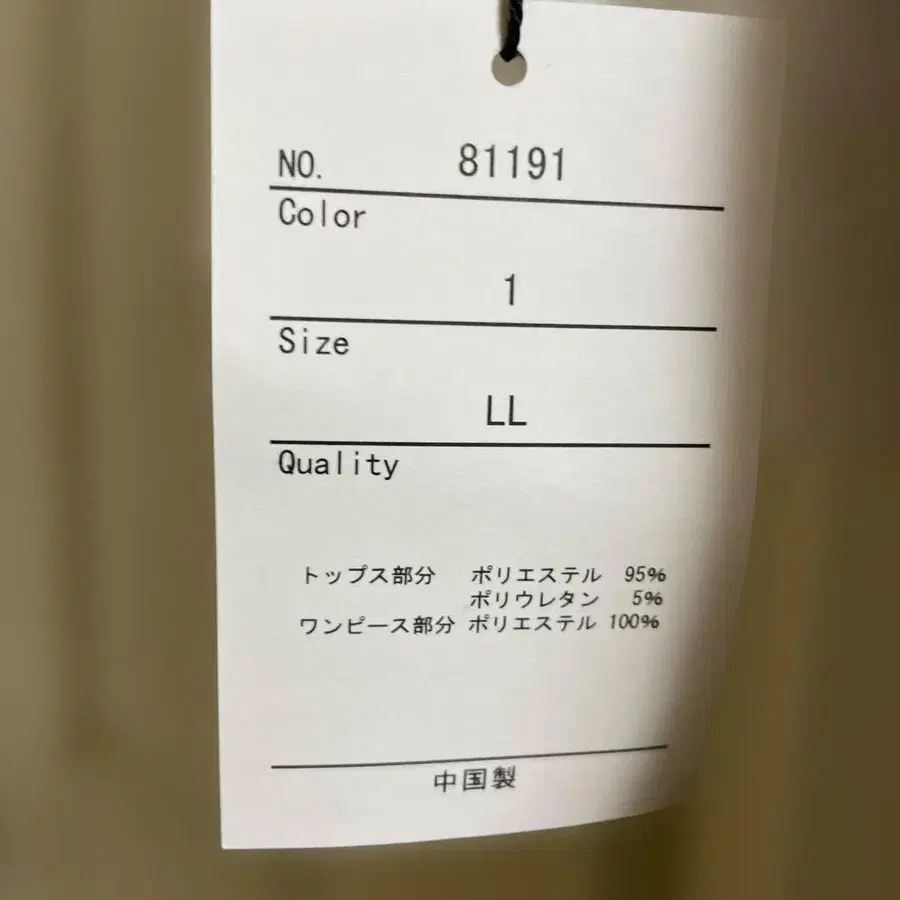 NO. 81191
Color
1
Size
LL
Quality
トップス部分 ポリエステル 95%
ポリウレタン 5%
ワンピース部分 ポリエステル 100%
中国製